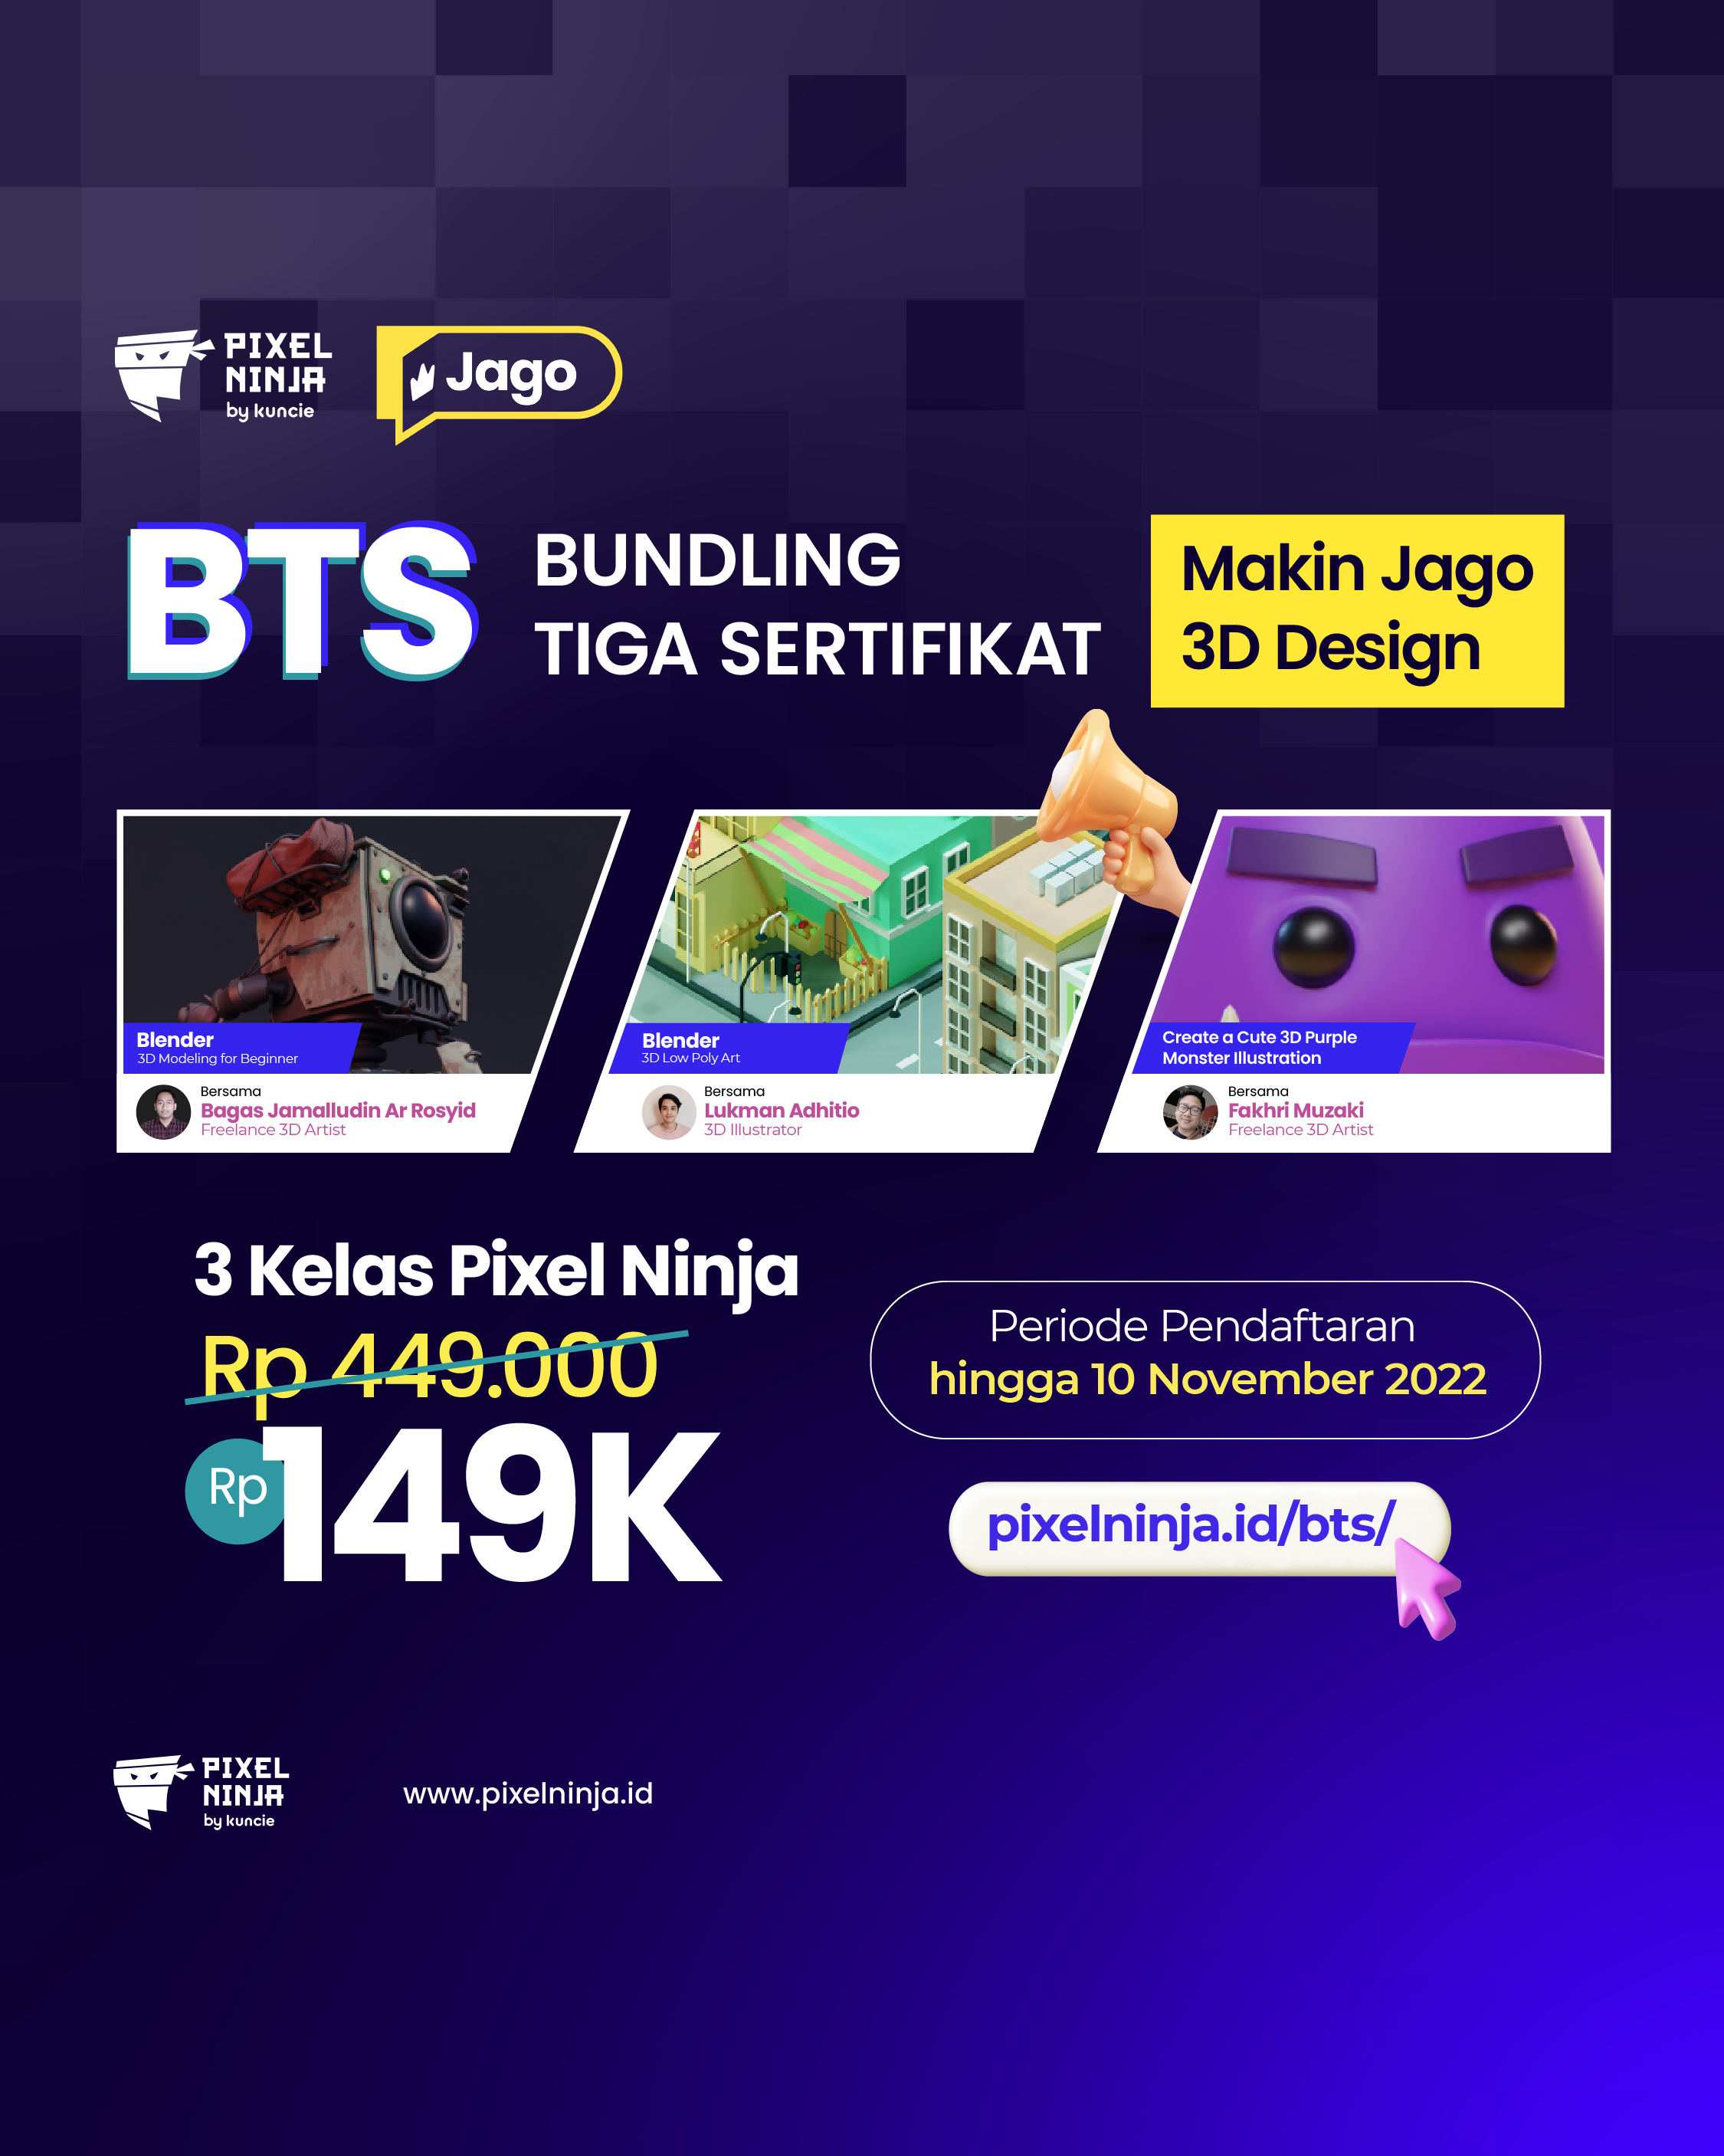 PIXEL
NINJA
by kuncie
Jago
BTS
BUNDLING
TIGA SERTIFIKAT
Makin Jago
3D Design
Blender
3D Modeling for Beginner
Bersama
Bagas Jamalludin Ar Rosyid
Freelance 3D Artist
Blender
3D Low Poly Art
Bersama
Lukman Adhitio
3D Illustrator
Create a Cute 3D Purple
Monster Illustration
Bersama
Fakhri Muzaki
Freelance 3D Artist
3 Kelas Pixel Ninja
Rp 449.000
Rp 149K
Periode Pendaftaran
hingga 10 November 2022
pixelninja.id/bts/
PIXEL
NINJA
by kuncie
www.pixelninja.id